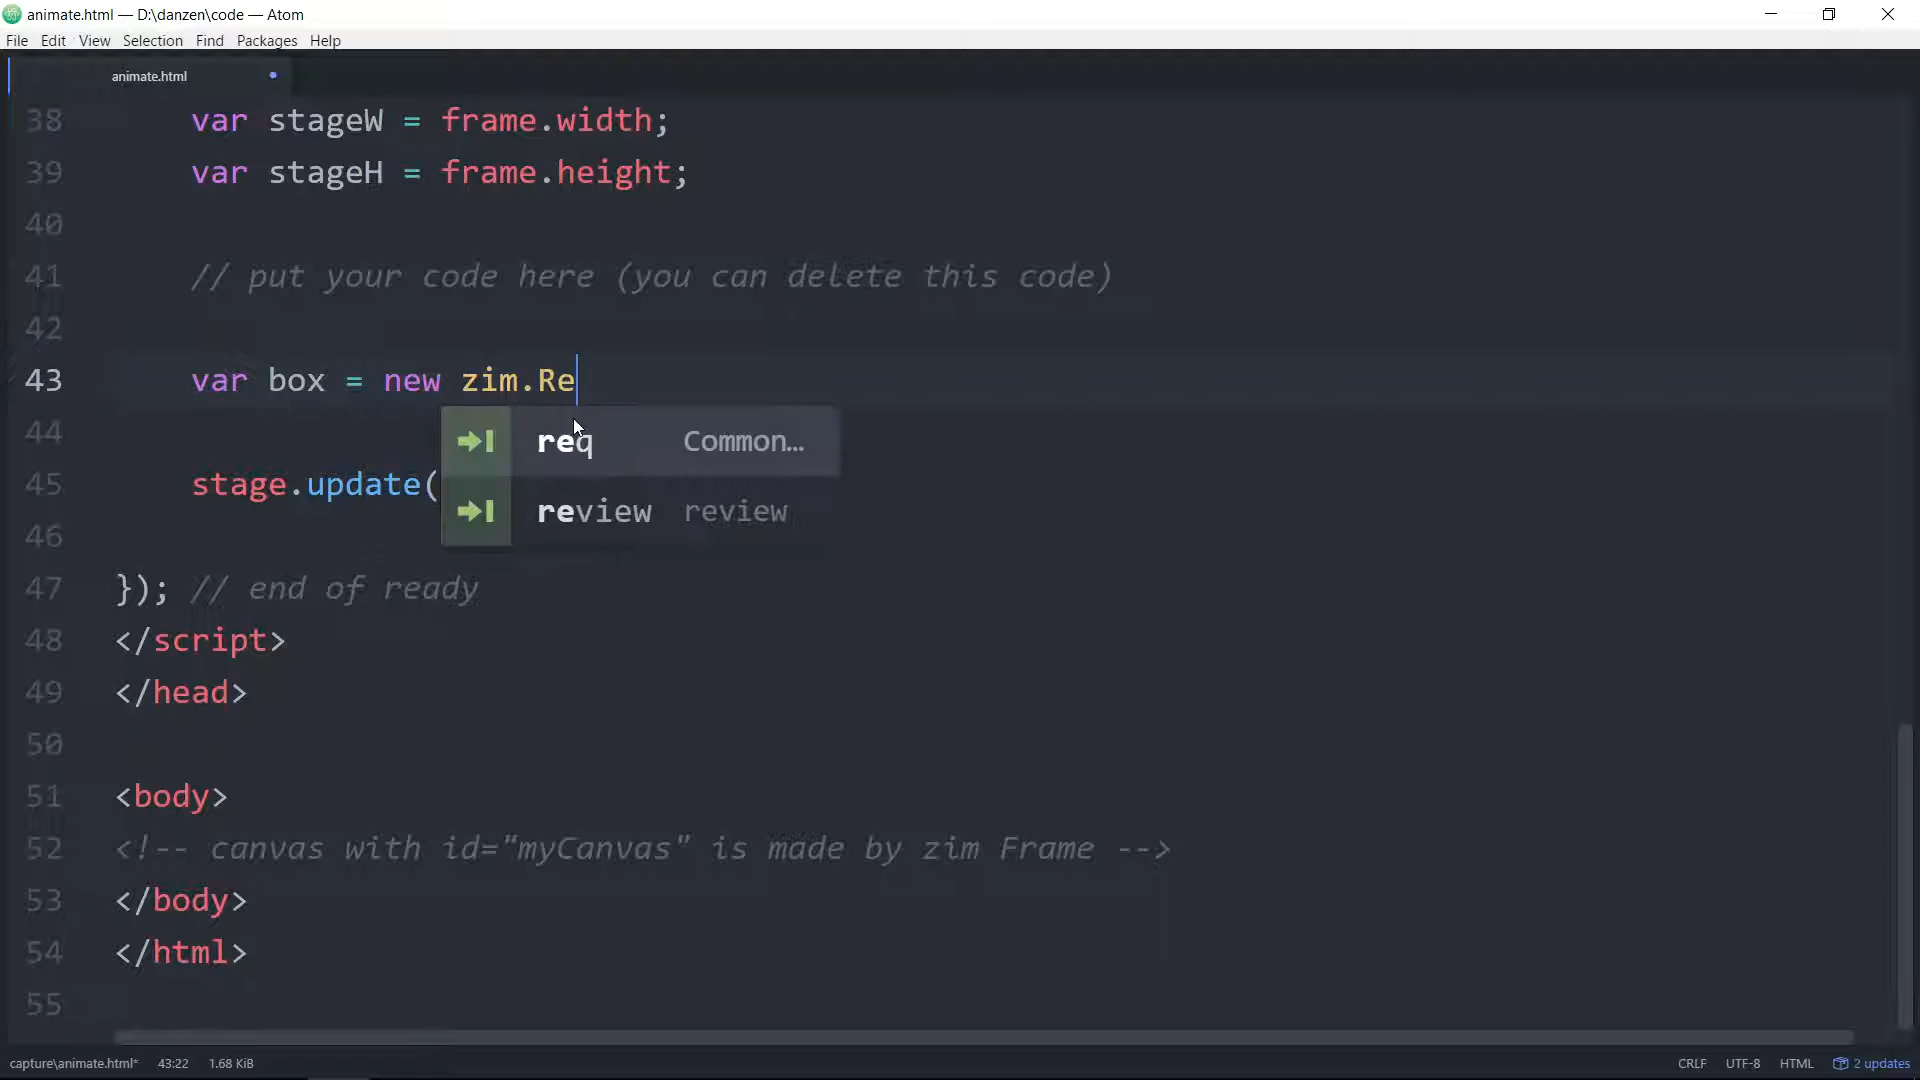 animate.html — D:\danzen\code — Atom
File Edit View Selection Find Packages Help
animate.html
38 var stageW = frame.width;
39 var stageH = frame.height;
40
41 // put your code here (you can delete this code)
42
43 var box = new zim.Re
44 req Common...
45 stage.update(
review review
46
47 }); // end of ready
48 </script>
49 </head>
50
51 <body>
52 <!-- canvas with id="myCanvas" is made by zim Frame -->
53 </body>
54 </html>
55
capture\animate.html* 43:22 1.68 KiB CRLF UTF-8 HTML 2 updates